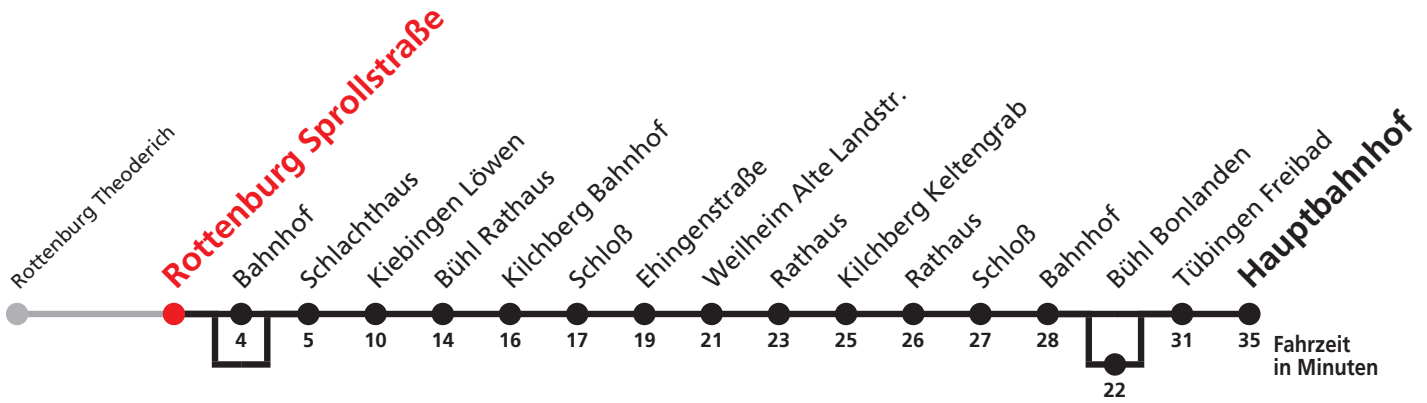 Rottenburg Theoderich
Rottenburg Sprollstraße
Bahnhof
Schlachthaus
Kiebingen Löwen
Bühl Rathaus
Kilchberg Bahnhof
Schloß
Ehingenstraße
Weilheim Alte Landstr.
Rathaus
Kilchberg Keltengrab
Rathaus
Schloß
Bahnhof
Bühl Bonlanden
Tübingen Freibad
Hauptbahnhof
4 5 10 14 16 17 19 21 23 25 26 27 28 31 35
Fahrzeit
in Minuten
22